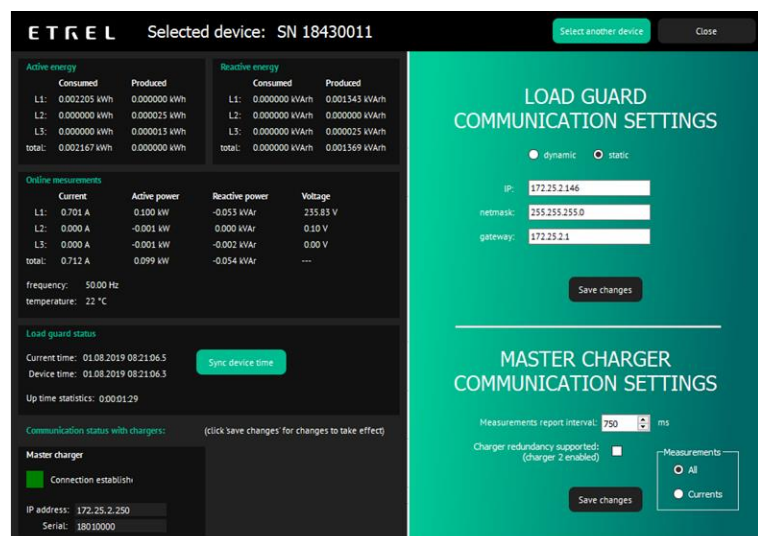 ETREL Selected device: SN 18430011 Select another device Close
Active energy
Consumed Produced
L1: 0.002205 kWh 0.000000 kWh
L2: 0.000000 kWh 0.000025 kWh
L3: 0.000000 kWh 0.000013 kWh
total: 0.002167 kWh 0.000000 kWh
Reactive energy
Consumed Produced
L1: 0.000000 kVArh 0.001343 kVArh
L2: 0.000000 kVArh 0.000000 kVArh
L3: 0.000000 kVArh 0.000025 kVArh
total: 0.000000 kVArh 0.001369 kVArh
Online mesurements
Current Active power Reactive power Voltage
L1: 0.701 A 0.100 kW -0.053 kVAr 235.83 V
L2: 0.000 A -0.001 kW 0.000 kVAr 0.10 V
L3: 0.000 A -0.001 kW -0.002 kVAr 0.00 V
total: 0.712 A 0.099 kW -0.054 kVAr ---
frequency: 50.00 Hz
temperature: 22 °C
Load guard status
Current time: 01.08.2019 08:21:06.5
Device time: 01.08.2019 08:21:06.3
Sync device time
Up time statistics: 0:00:01:29
Communication status with chargers: (click 'save changes' for changes to take effect)
Master charger
Connection establish
IP address: 172.25.2.250
Serial: 18010000
LOAD GUARD
COMMUNICATION SETTINGS
dynamic static
IP: 172.25.2.146
netmask: 255.255.255.0
gateway: 172.25.2.1
Save changes
MASTER CHARGER
COMMUNICATION SETTINGS
Measurements report interval: 750 ms
Charger redundancy supported:
(charger 2 enabled)
Measurements
All
Currents
Save changes